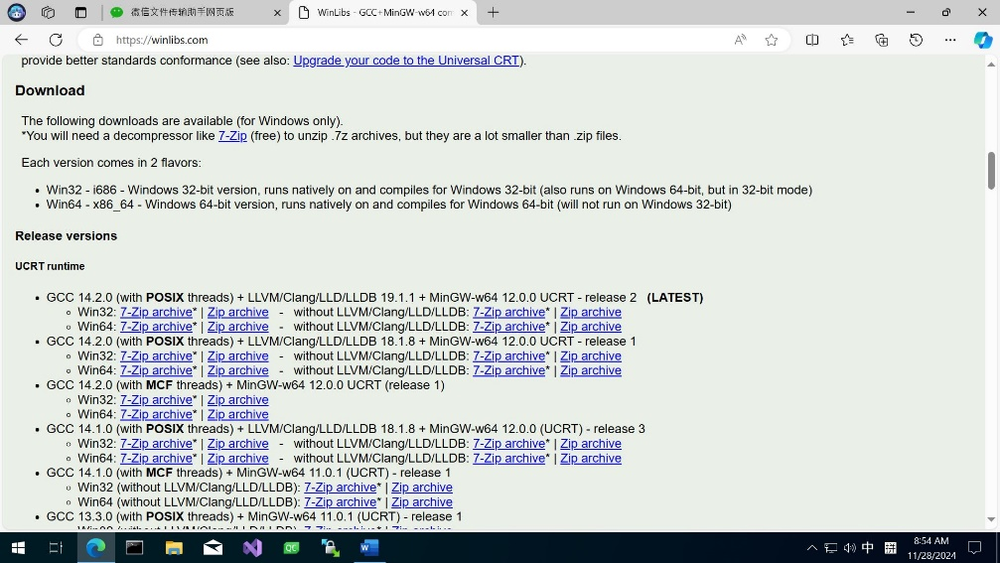 微信文件传输助手网页版
WinLibs - GCC+MinGW-w64 com
https://winlibs.com
provide better standards conformance (see also: Upgrade your code to the Universal CRT).
Download
The following downloads are available (for Windows only).
*You will need a decompressor like 7-Zip (free) to unzip .7z archives, but they are a lot smaller than .zip files.
Each version comes in 2 flavors:
• Win32 - i686 - Windows 32-bit version, runs natively on and compiles for Windows 32-bit (also runs on Windows 64-bit, but in 32-bit mode)
• Win64 - x86_64 - Windows 64-bit version, runs natively on and compiles for Windows 64-bit (will not run on Windows 32-bit)
Release versions
UCRT runtime
• GCC 14.2.0 (with POSIX threads) + LLVM/Clang/LLD/LLDB 19.1.1 + MinGW-w64 12.0.0 UCRT - release 2 (LATEST)
◦ Win32: 7-Zip archive* | Zip archive - without LLVM/Clang/LLD/LLDB: 7-Zip archive* | Zip archive
◦ Win64: 7-Zip archive* | Zip archive - without LLVM/Clang/LLD/LLDB: 7-Zip archive* | Zip archive
• GCC 14.2.0 (with POSIX threads) + LLVM/Clang/LLD/LLDB 18.1.8 + MinGW-w64 12.0.0 UCRT - release 1
◦ Win32: 7-Zip archive* | Zip archive - without LLVM/Clang/LLD/LLDB: 7-Zip archive* | Zip archive
◦ Win64: 7-Zip archive* | Zip archive - without LLVM/Clang/LLD/LLDB: 7-Zip archive* | Zip archive
• GCC 14.2.0 (with MCF threads) + MinGW-w64 12.0.0 UCRT (release 1)
◦ Win32: 7-Zip archive* | Zip archive
◦ Win64: 7-Zip archive* | Zip archive
• GCC 14.1.0 (with POSIX threads) + LLVM/Clang/LLD/LLDB 18.1.8 + MinGW-w64 12.0.0 (UCRT) - release 3
◦ Win32: 7-Zip archive* | Zip archive - without LLVM/Clang/LLD/LLDB: 7-Zip archive* | Zip archive
◦ Win64: 7-Zip archive* | Zip archive - without LLVM/Clang/LLD/LLDB: 7-Zip archive* | Zip archive
• GCC 14.1.0 (with MCF threads) + MinGW-w64 11.0.1 (UCRT) - release 1
◦ Win32 (without LLVM/Clang/LLD/LLDB): 7-Zip archive* | Zip archive
◦ Win64 (without LLVM/Clang/LLD/LLDB): 7-Zip archive* | Zip archive
• GCC 13.3.0 (with POSIX threads) + MinGW-w64 11.0.1 (UCRT) - release 1
中
8:54 AM
11/28/2024